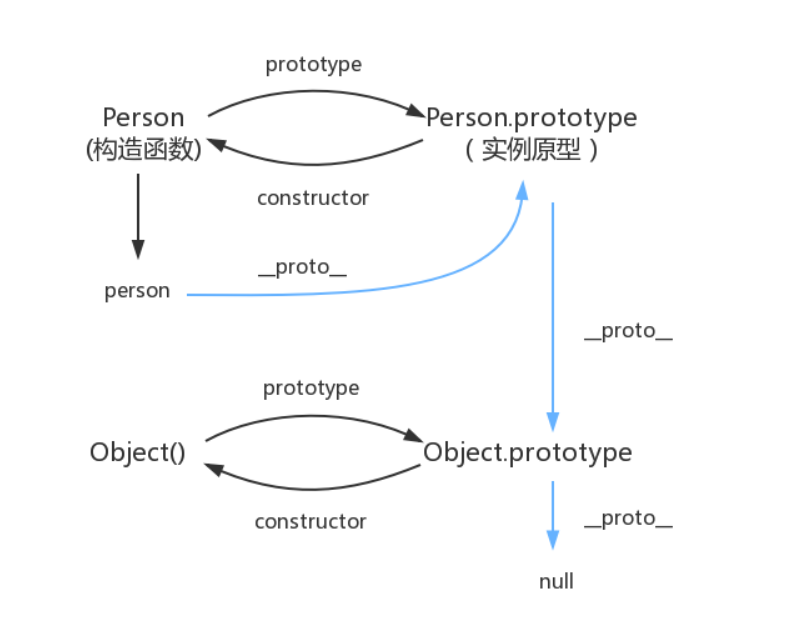 prototype
Person
Person.prototype
(构造函数)
（实例原型）
constructor
__proto__
person
__proto__
prototype
Object()
Object.prototype
constructor
__proto__
null